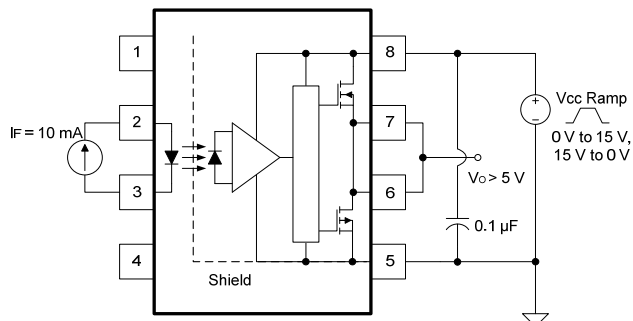 1
8
Vcc Ramp
IF = 10 mA
2
7
+
−
0 V to 15 V,
15 V to 0 V
VO > 5 V
3
6
0.1 µF
4
5
Shield